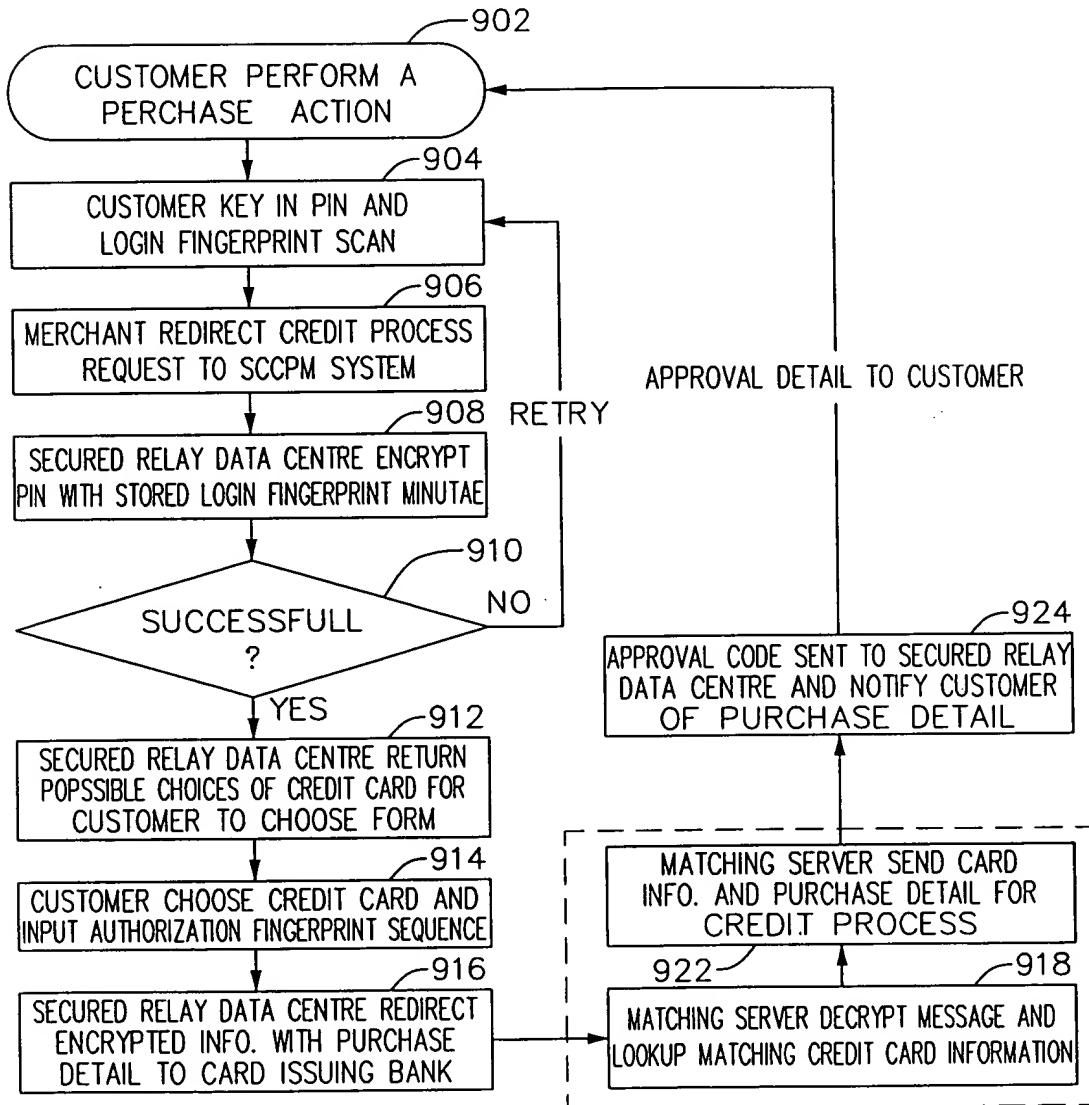 902
CUSTOMER PERFORM A
PERCHASE ACTION
904
CUSTOMER KEY IN PIN AND
LOGIN FINGERPRINT SCAN
906
MERCHANT REDIRECT CREDIT PROCESS
REQUEST TO SCCPM SYSTEM
APPROVAL DETAIL TO CUSTOMER
908
RETRY
SECURED RELAY DATA CENTRE ENCRYPT
PIN WITH STORED LOGIN FINGERPRINT MINUTAE
910
SUCCESSFULL
?
NO
YES
912
SECURED RELAY DATA CENTRE RETURN
POPSSIBLE CHOICES OF CREDIT CARD FOR
CUSTOMER TO CHOOSE FORM
914
CUSTOMER CHOOSE CREDIT CARD AND
INPUT AUTHORIZATION FINGERPRINT SEQUENCE
916
SECURED RELAY DATA CENTRE REDIRECT
ENCRYPTED INFO. WITH PURCHASE
DETAIL TO CARD ISSUING BANK
918
MATCHING SERVER DECRYPT MESSAGE AND
LOOKUP MATCHING CREDIT CARD INFORMATION
922
MATCHING SERVER SEND CARD
INFO. AND PURCHASE DETAIL FOR
CREDIT PROCESS
924
APPROVAL CODE SENT TO SECURED RELAY
DATA CENTRE AND NOTIFY CUSTOMER
OF PURCHASE DETAIL